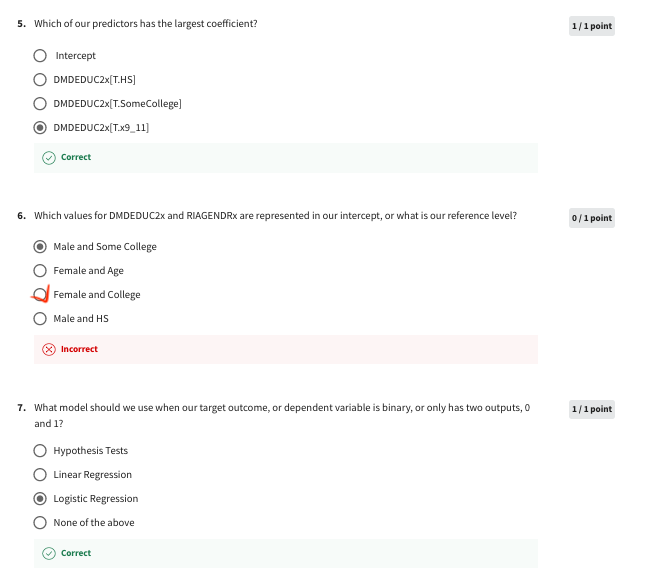 5. Which of our predictors has the largest coefficient?
1 / 1 point
Intercept
DMDEDUC2x[T.HS]
DMDEDUC2x[T.SomeCollege]
DMDEDUC2x[T.x9_11]
Correct
6. Which values for DMDEDUC2x and RIAGENDRx are represented in our intercept, or what is our reference level?
0 / 1 point
Male and Some College
Female and Age
Female and College
Male and HS
Incorrect
7. What model should we use when our target outcome, or dependent variable is binary, or only has two outputs, 0
and 1?
1 / 1 point
Hypothesis Tests
Linear Regression
Logistic Regression
None of the above
Correct